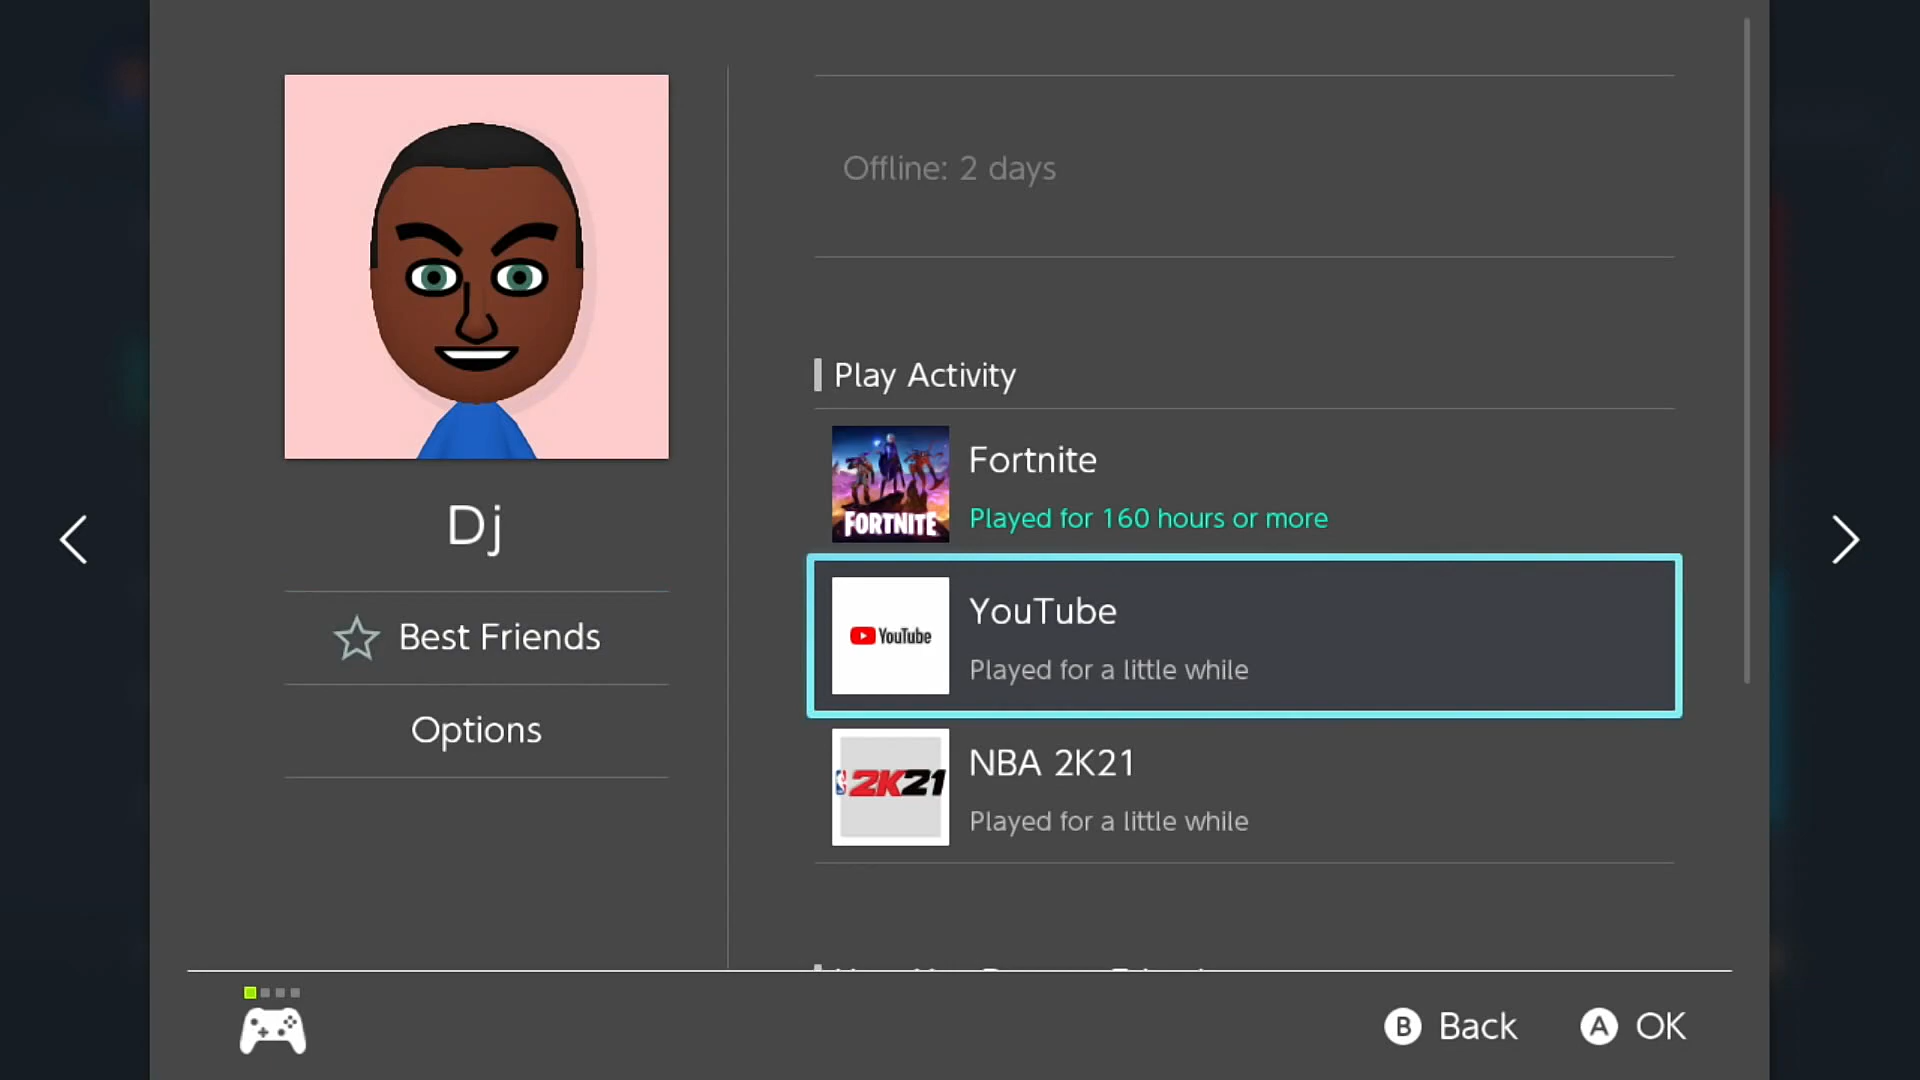 Dj
Best Friends
Options
Offline: 2 days
Play Activity
FORTNITE
Fortnite
Played for 160 hours or more
YouTube
YouTube
Played for a little while
2K21
NBA 2K21
Played for a little while
B Back
A OK